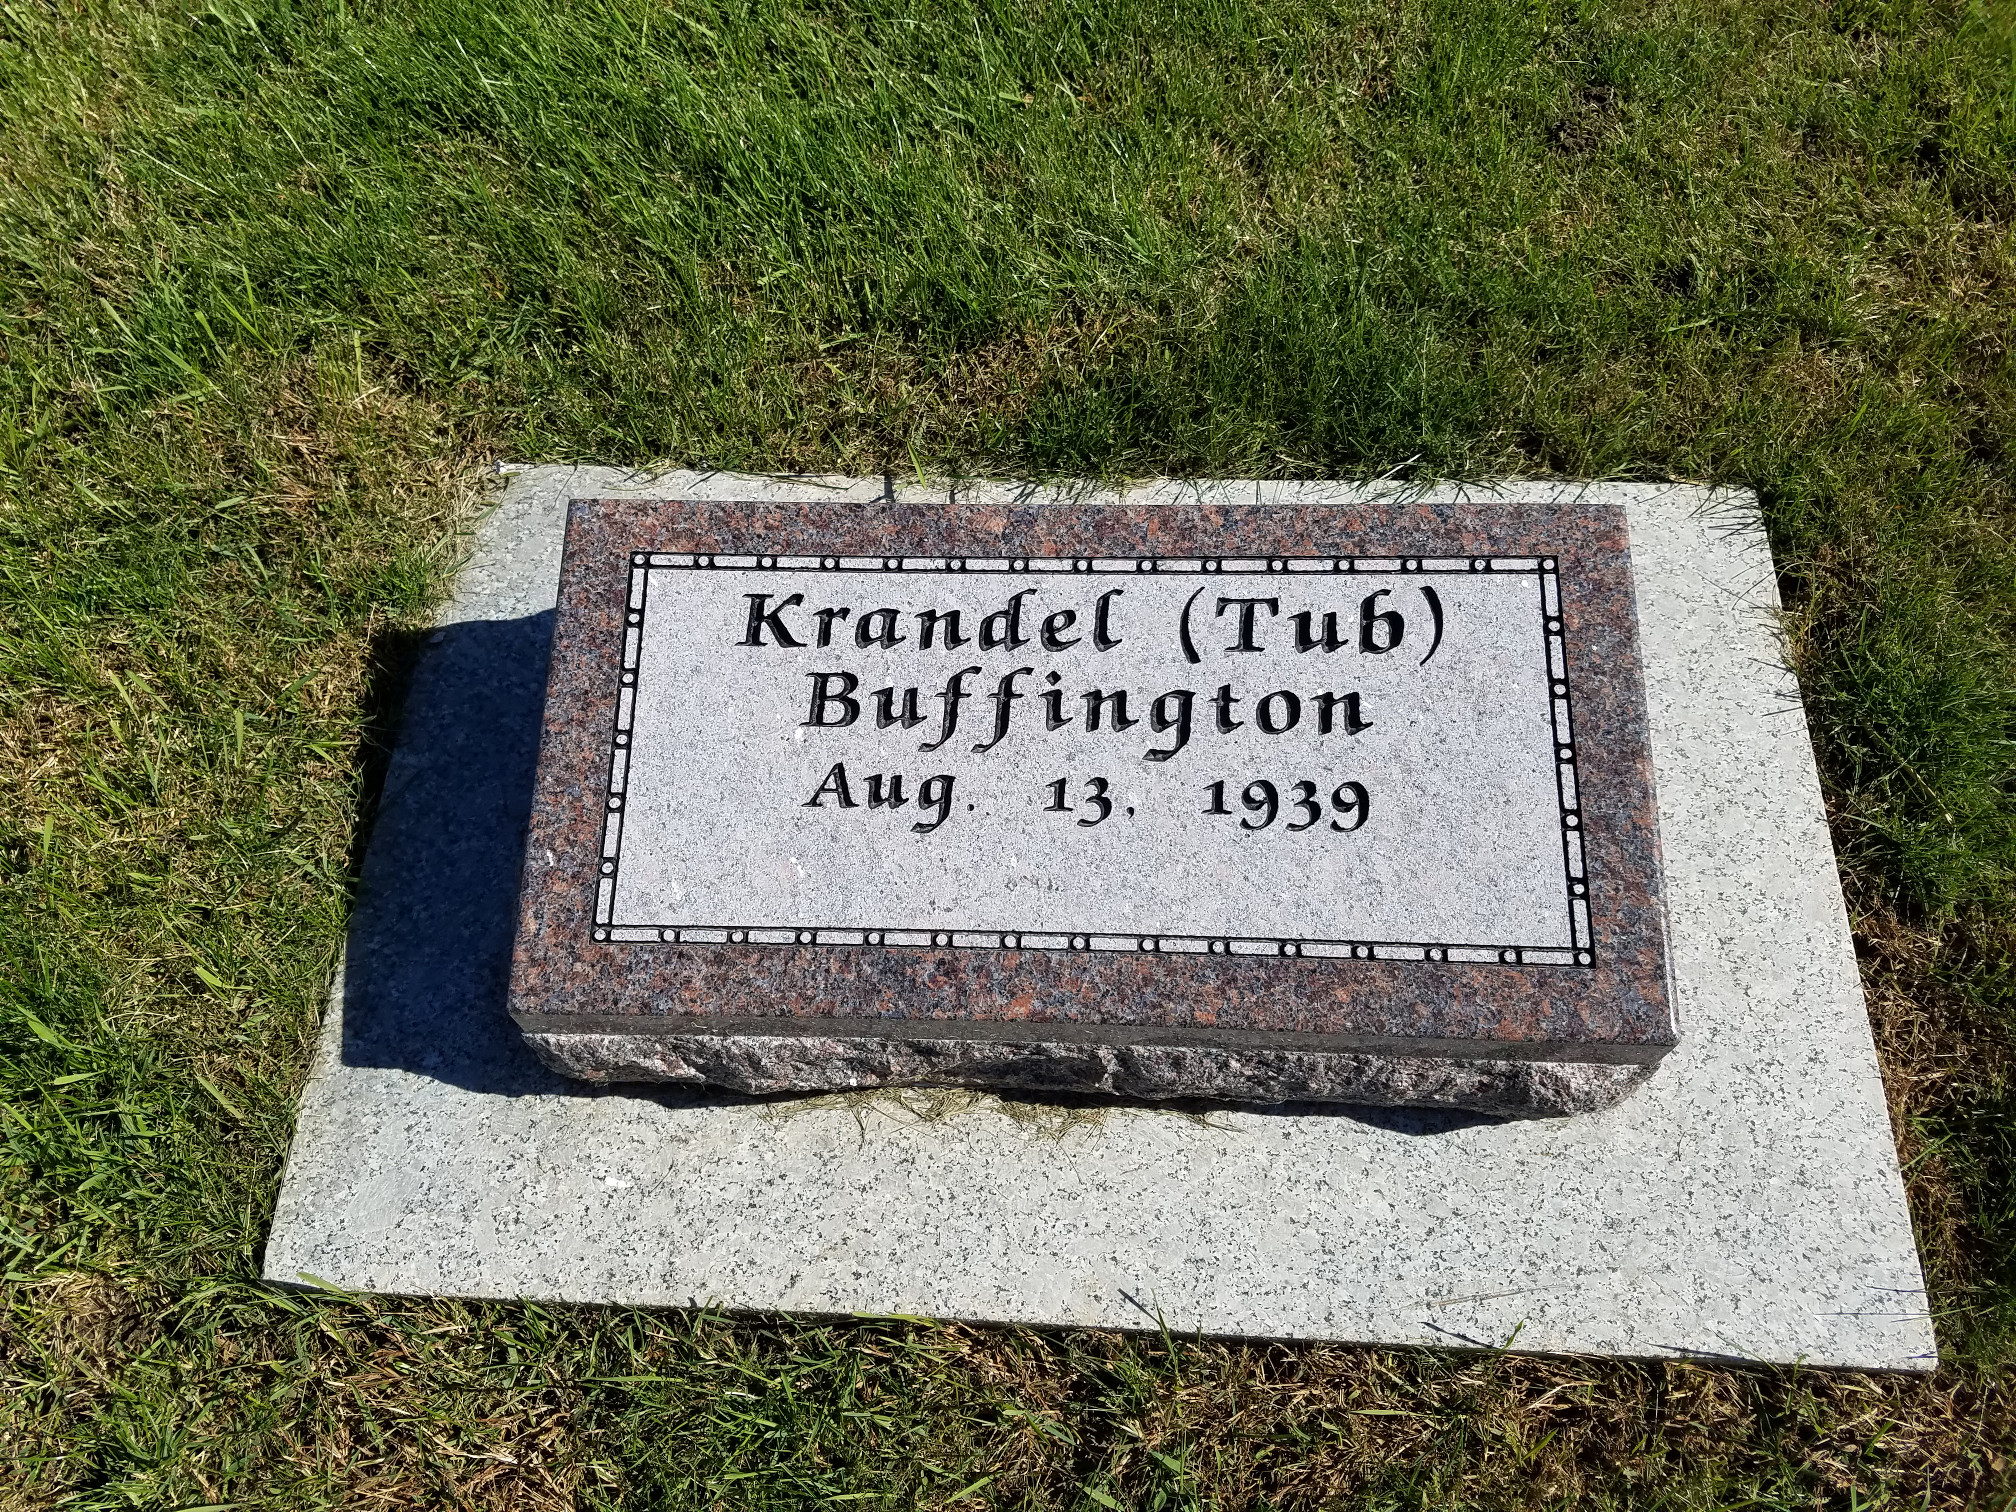 Krandel (Tub)
Buffington
Aug. 13, 1939